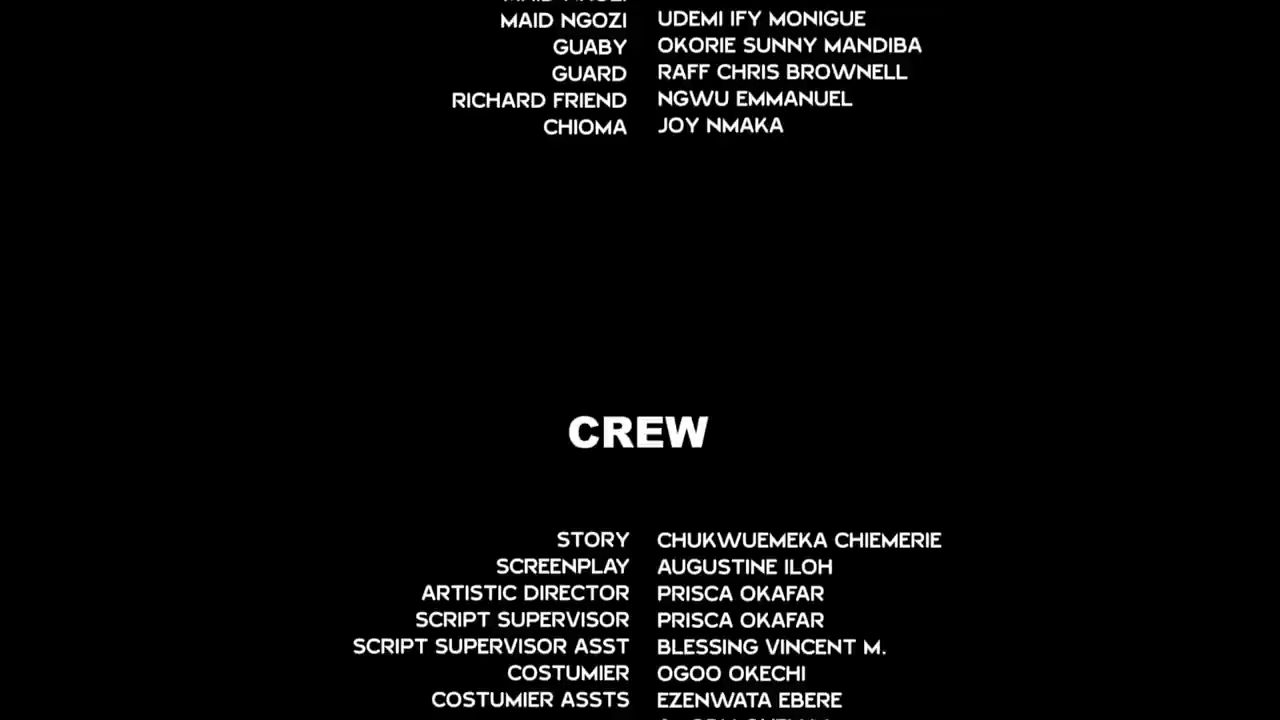 MAID NGOZI UDEMI IFY MONIGUE
GUABY OKORIE SUNNY MANDIBA
GUARD RAFF CHRIS BROWNELL
RICHARD FRIEND NGWU EMMANUEL
CHIOMA JOY NMAKA
CREW
STORY CHUKWUEMEKA CHIEMERIE
SCREENPLAY AUGUSTINE ILOH
ARTISTIC DIRECTOR PRISCA OKAFAR
SCRIPT SUPERVISOR PRISCA OKAFAR
SCRIPT SUPERVISOR ASST BLESSING VINCENT M.
COSTUMIER OGOO OKECHI
COSTUMIER ASSTS EZENWATA EBERE